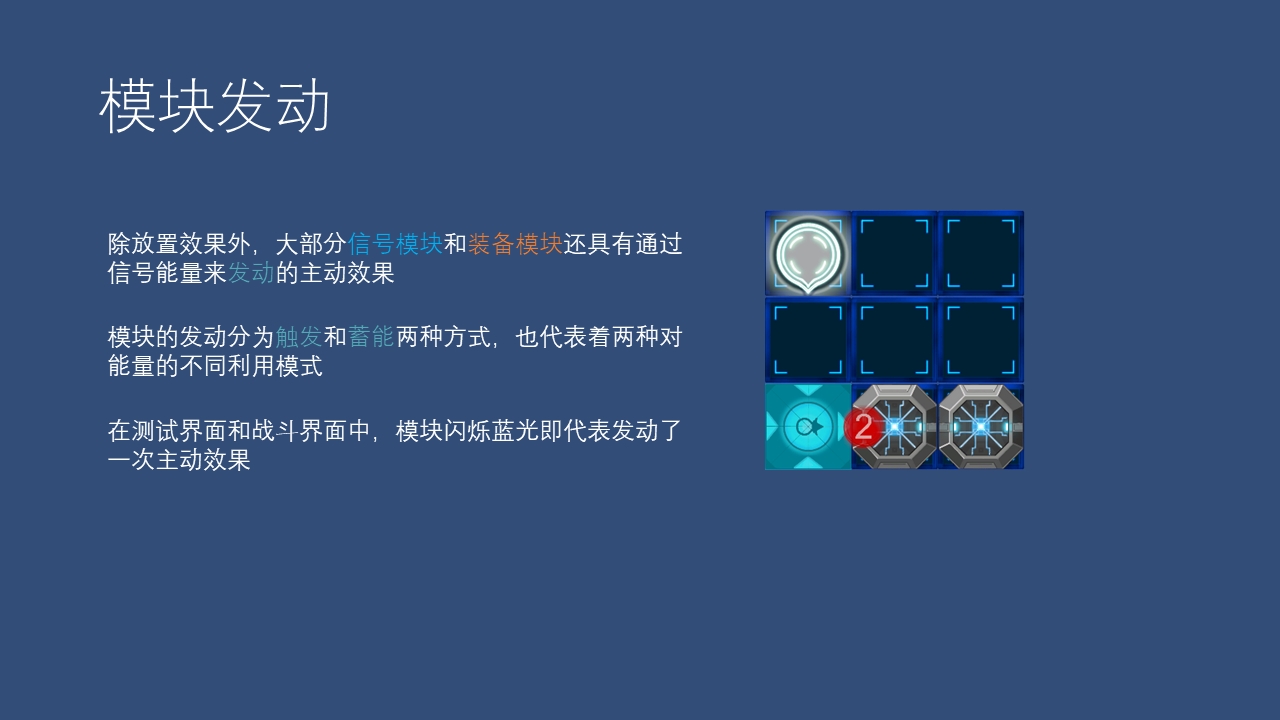 模块发动
除放置效果外，大部分信号模块和装备模块还具有通过
信号能量来发动的主动效果
模块的发动分为触发和蓄能两种方式，也代表着两种对
能量的不同利用模式
在测试界面和战斗界面中，模块闪烁蓝光即代表发动了
一次主动效果
2